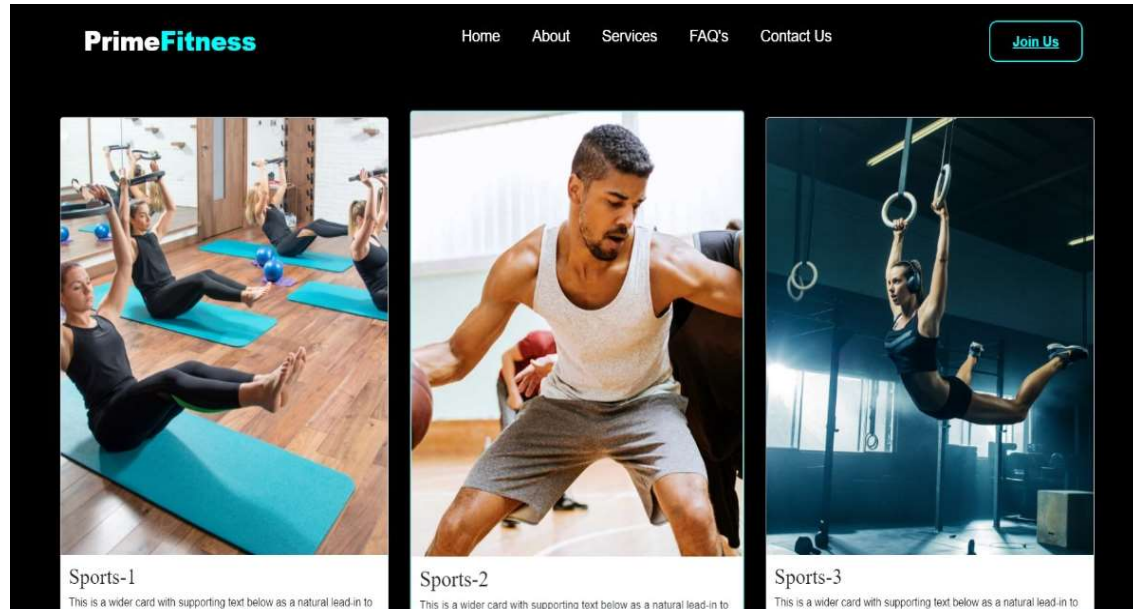 PrimeFitness
Home About Services FAQ's Contact Us
Join Us
Sports-1
This is a wider card with supporting text below as a natural lead-in to
Sports-2
This is a wider card with supporting text below as a natural lead-in to
Sports-3
This is a wider card with supporting text below as a natural lead-in to